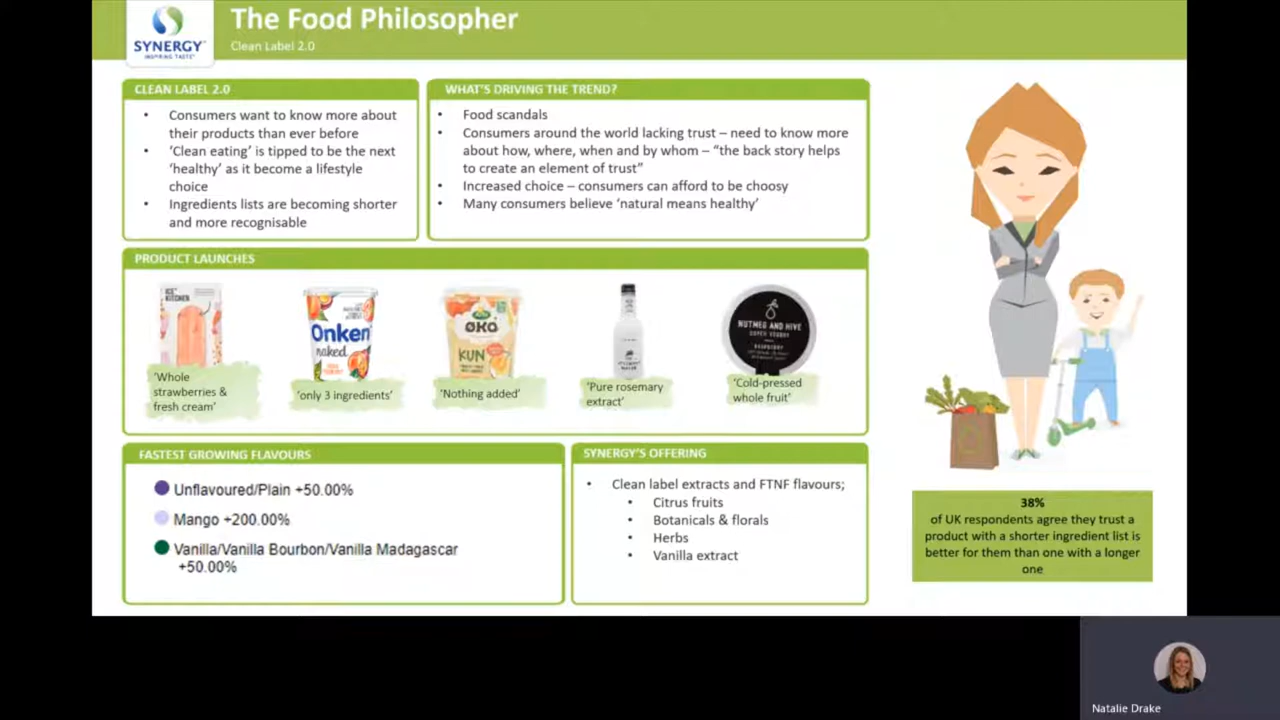 The Food Philosopher
Clean Label 2.0
SYNERGY
INSPIRING TASTE
CLEAN LABEL 2.0
• Consumers want to know more about
their products than ever before
• 'Clean eating' is tipped to be the next
'healthy' as it become a lifestyle
choice
• Ingredients lists are becoming shorter
and more recognisable
WHAT'S DRIVING THE TREND?
• Food scandals
• Consumers around the world lacking trust – need to know more
about how, where, when and by whom – "the back story helps
to create an element of trust"
• Increased choice – consumers can afford to be choosy
• Many consumers believe 'natural means healthy'
PRODUCT LAUNCHES
ICE
KITCHEN
'Whole
strawberries &
fresh cream'
Onken
naked
'only 3 ingredients'
Arla
ØKO
KUN
'Nothing added'
'Pure rosemary
extract'
NUTMEG AND HIVE
RASPBERRY
'Cold-pressed
whole fruit'
FASTEST GROWING FLAVOURS
Unflavoured/Plain +50.00%
Mango +200.00%
Vanilla/Vanilla Bourbon/Vanilla Madagascar
+50.00%
SYNERGY'S OFFERING
• Clean label extracts and FTNF flavours;
• Citrus fruits
• Botanicals & florals
• Herbs
• Vanilla extract
38%
of UK respondents agree they trust a
product with a shorter ingredient list is
better for them than one with a longer
one
Natalie Drake